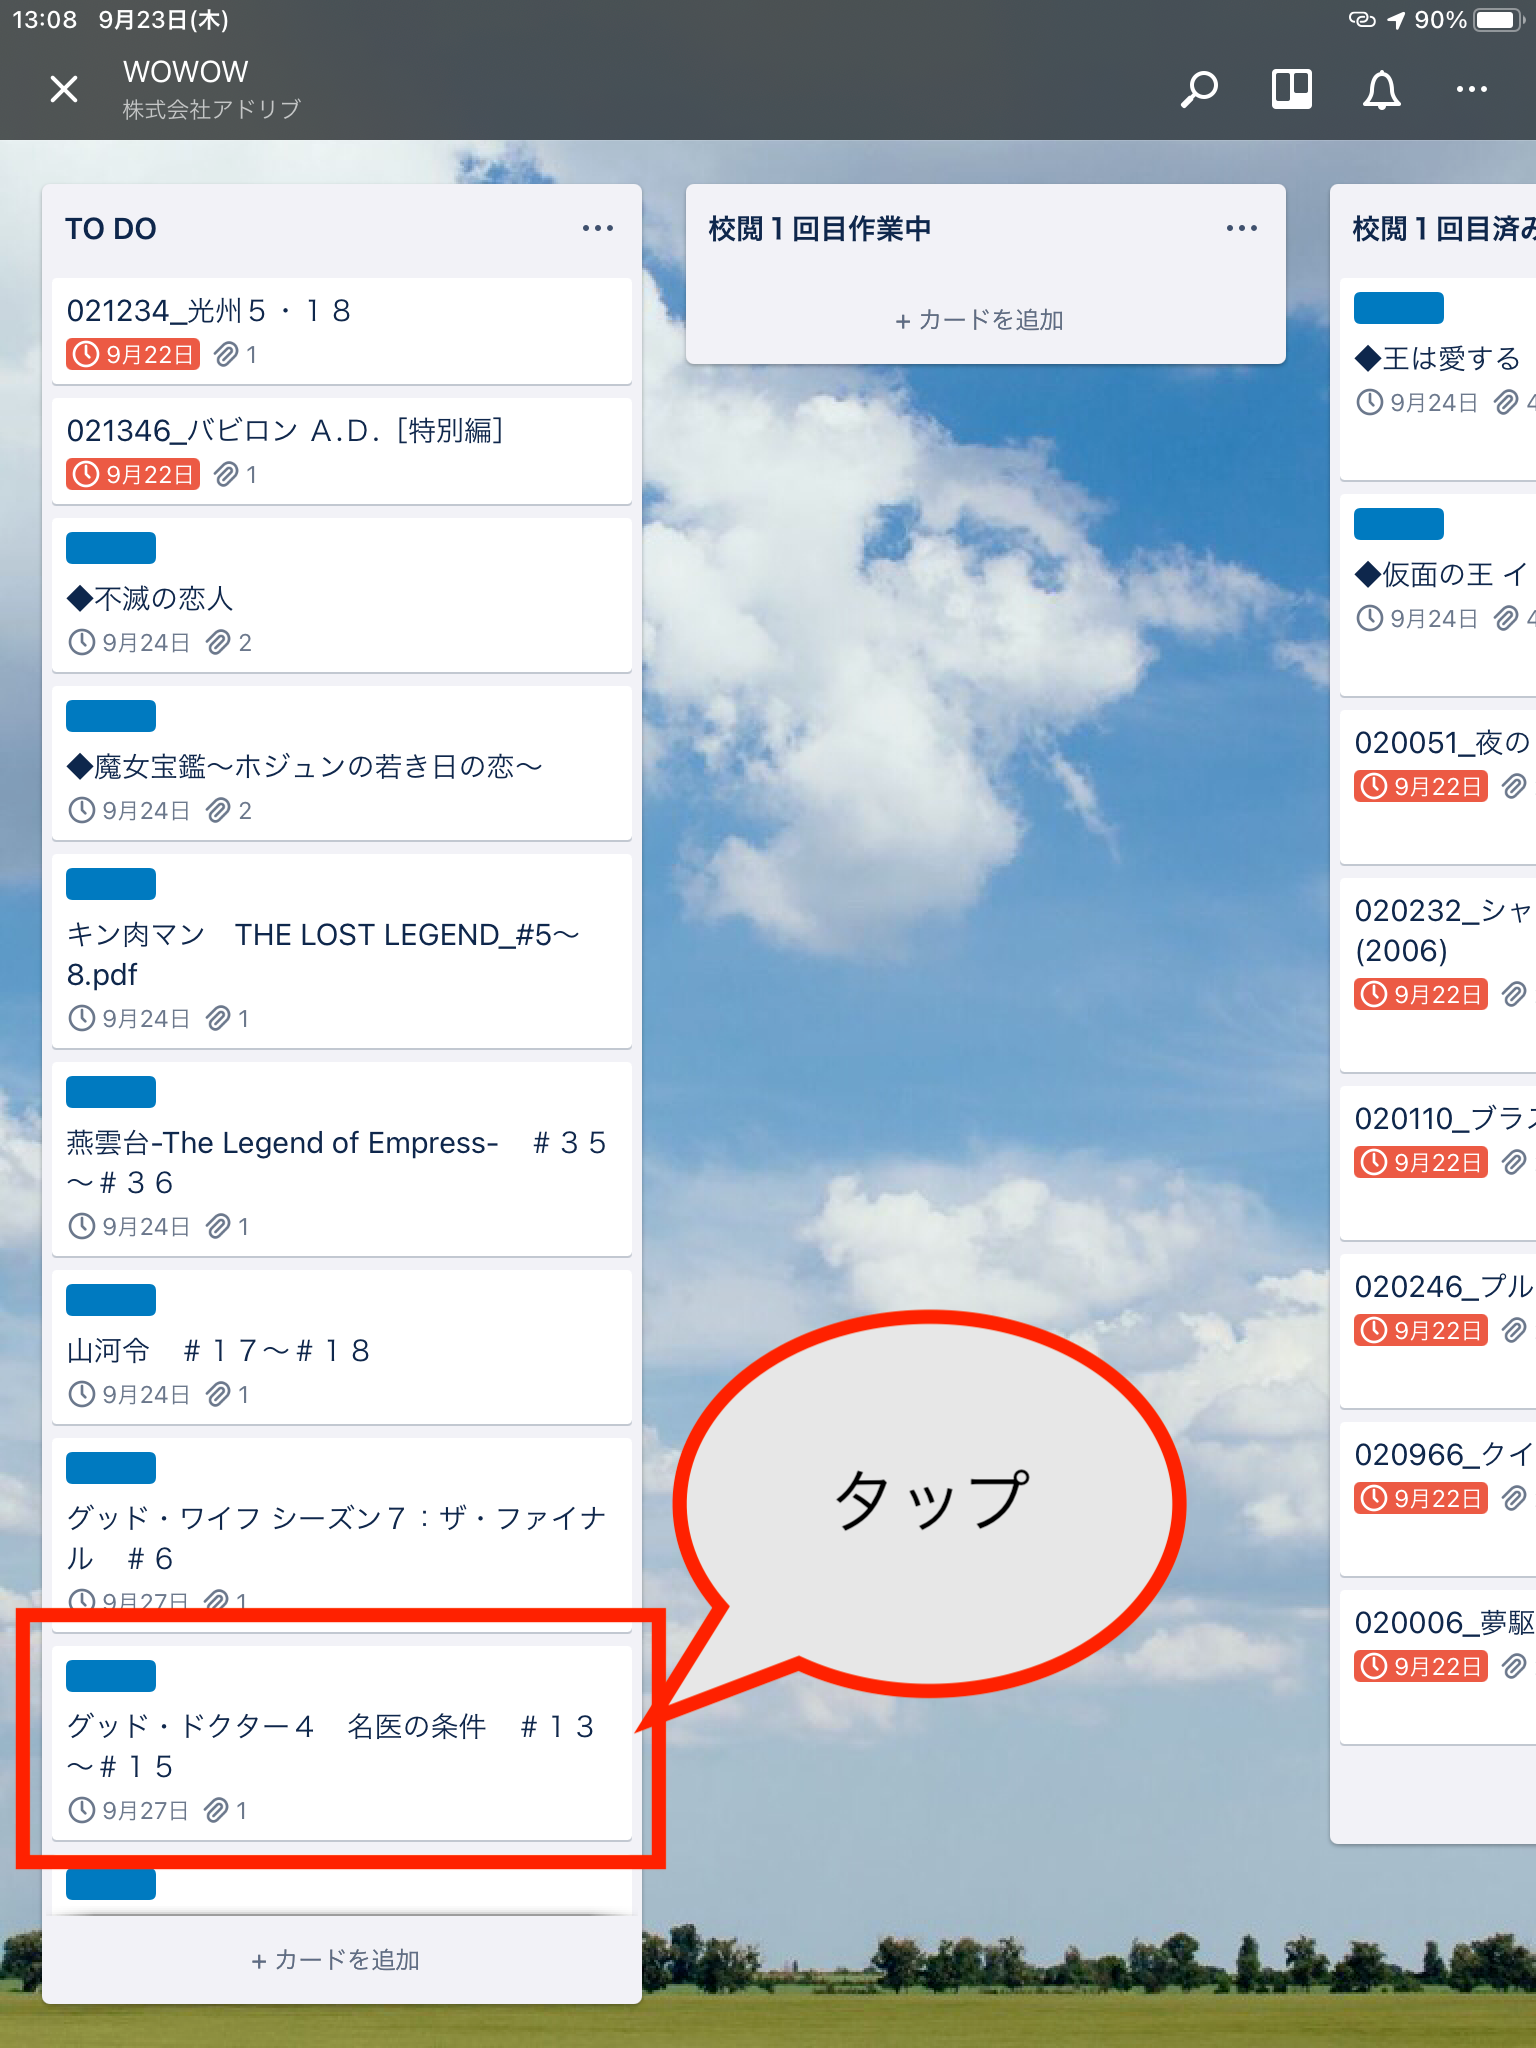 13:08 9月23日(木)
90%
WOWOW
株式会社アドリブ
TO DO
021234_光州５・１８
9月22日 1
021346_バビロン Ａ.Ｄ.［特別編］
9月22日 1
◆不滅の恋人
9月24日 2
◆魔女宝鑑～ホジュンの若き日の恋～
9月24日 2
キン肉マン　THE LOST LEGEND_#5～
8.pdf
9月24日 1
燕雲台-The Legend of Empress-　＃３５
～＃３６
9月24日 1
山河令　＃１７～＃１８
9月24日 1
グッド・ワイフ シーズン７：ザ・ファイナ
ル　＃６
9月27日 1
グッド・ドクター４　名医の条件　＃１３
～＃１５
9月27日 1
+ カードを追加
校閲１回目作業中
+ カードを追加
タップ
校閲１回目済み
◆王は愛する
9月24日 4
◆仮面の王 イ
9月24日 4
020051_夜の
9月22日
020232_シャ
(2006)
9月22日
020110_ブラ
9月22日
020246_プル
9月22日
020966_クイ
9月22日
020006_夢駆
9月22日